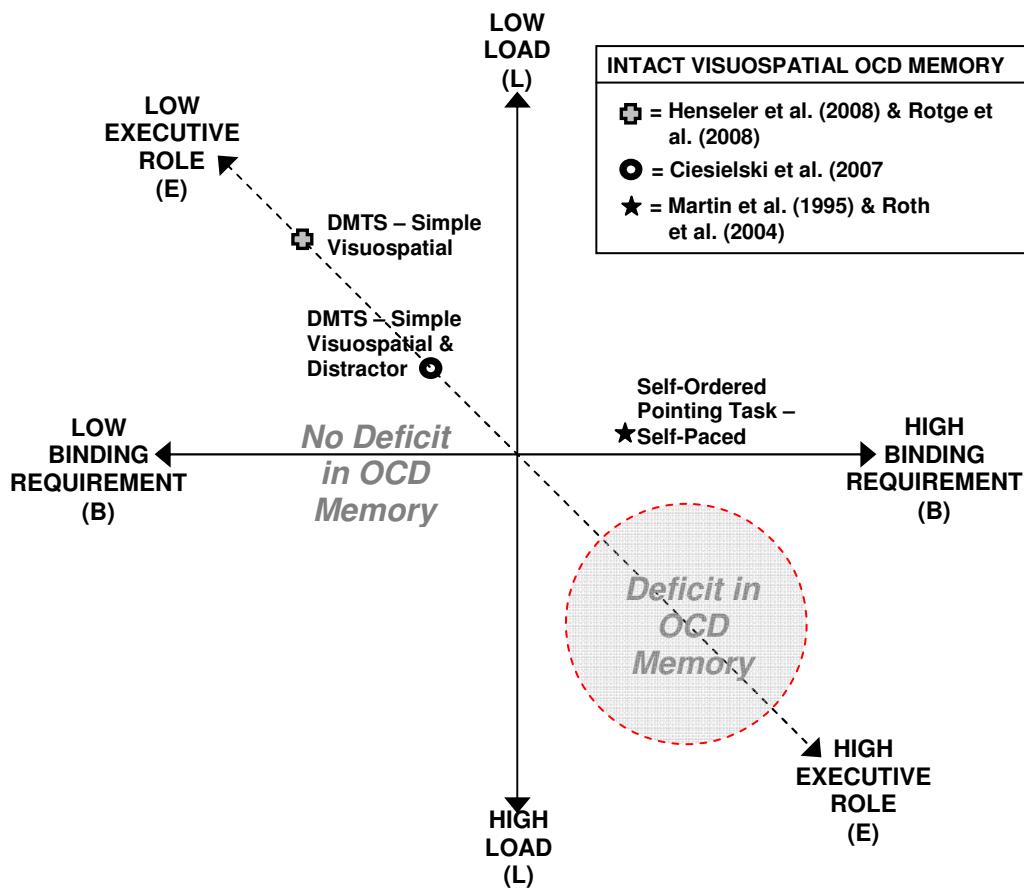 LOW
LOAD
(L)
INTACT VISUOSPATIAL OCD MEMORY
= Henseler et al. (2008) & Rotge et
al. (2008)
= Ciesielski et al. (2007
= Martin et al. (1995) & Roth
et al. (2004)
LOW
EXECUTIVE
ROLE
(E)
DMTS – Simple
Visuospatial
DMTS – Simple
Visuospatial &
Distractor
Self-Ordered
Pointing Task –
Self-Paced
LOW
BINDING
REQUIREMENT
(B)
No Deficit
in OCD
Memory
HIGH
BINDING
REQUIREMENT
(B)
Deficit in
OCD
Memory
HIGH
EXECUTIVE
ROLE
(E)
HIGH
LOAD
(L)